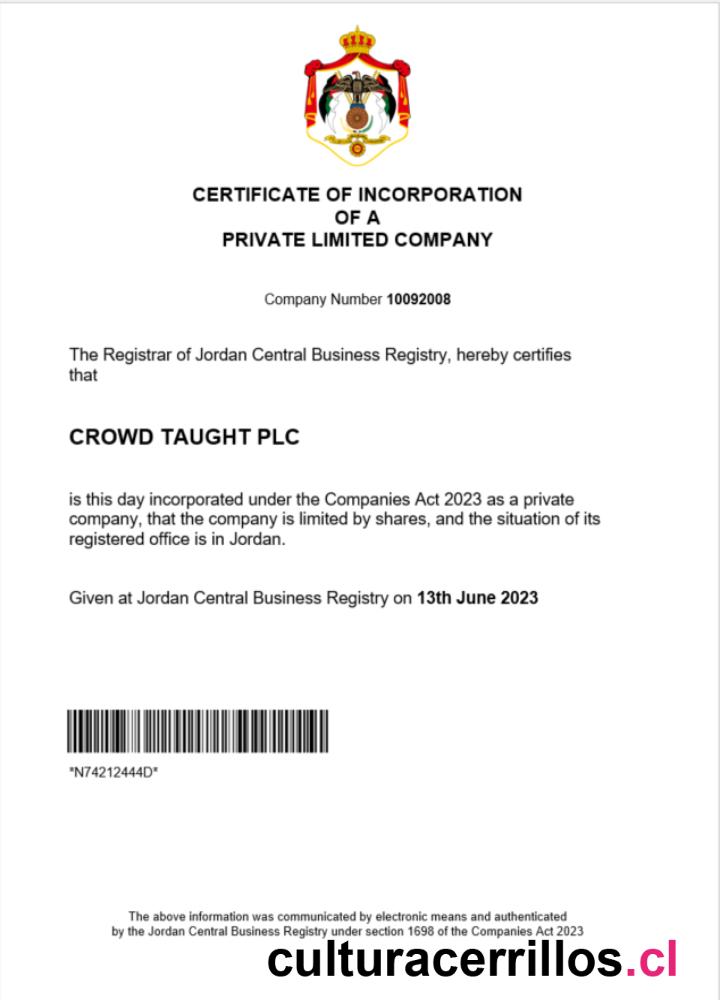 CERTIFICATE OF INCORPORATION
OF A
PRIVATE LIMITED COMPANY
Company Number 10092008
The Registrar of Jordan Central Business Registry, hereby certifies
that
CROWD TAUGHT PLC
is this day incorporated under the Companies Act 2023 as a private
company, that the company is limited by shares, and the situation of its
registered office is in Jordan.
Given at Jordan Central Business Registry on 13th June 2023
*N74212444D*
The above information was communicated by electronic means and authenticated
by the Jordan Central Business Registry under section 1698 of the Companies Act 2023
culturacerrillos.cl